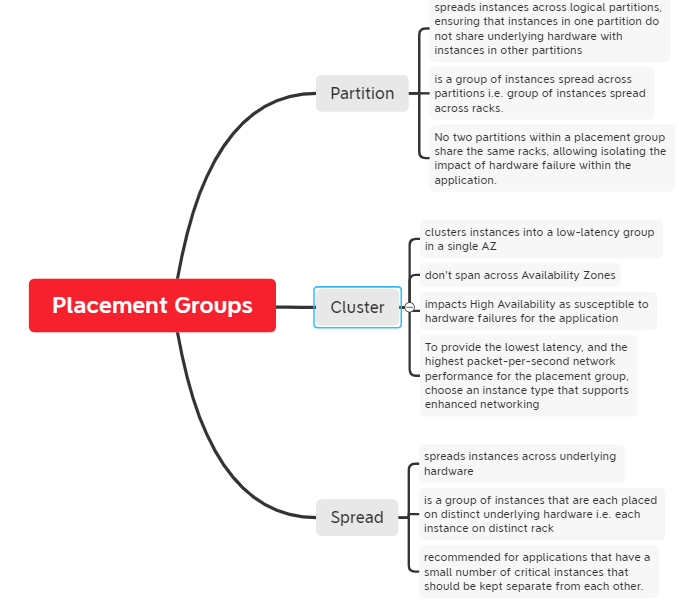 spreads instances across logical partitions,
ensuring that instances in one partition do
not share underlying hardware with
instances in other partitions
Partition
is a group of instances spread across
partitions i.e. group of instances spread
across racks.
No two partitions within a placement group
share the same racks, allowing isolating the
impact of hardware failure within the
application.
Placement Groups
Cluster
clusters instances into a low-latency group
in a single AZ
don't span across Availability Zones
impacts High Availability as susceptible to
hardware failures for the application
To provide the lowest latency, and the
highest packet-per-second network
performance for the placement group,
choose an instance type that supports
enhanced networking
Spread
spreads instances across underlying
hardware
is a group of instances that are each placed
on distinct underlying hardware i.e. each
instance on distinct rack
recommended for applications that have a
small number of critical instances that
should be kept separate from each other.